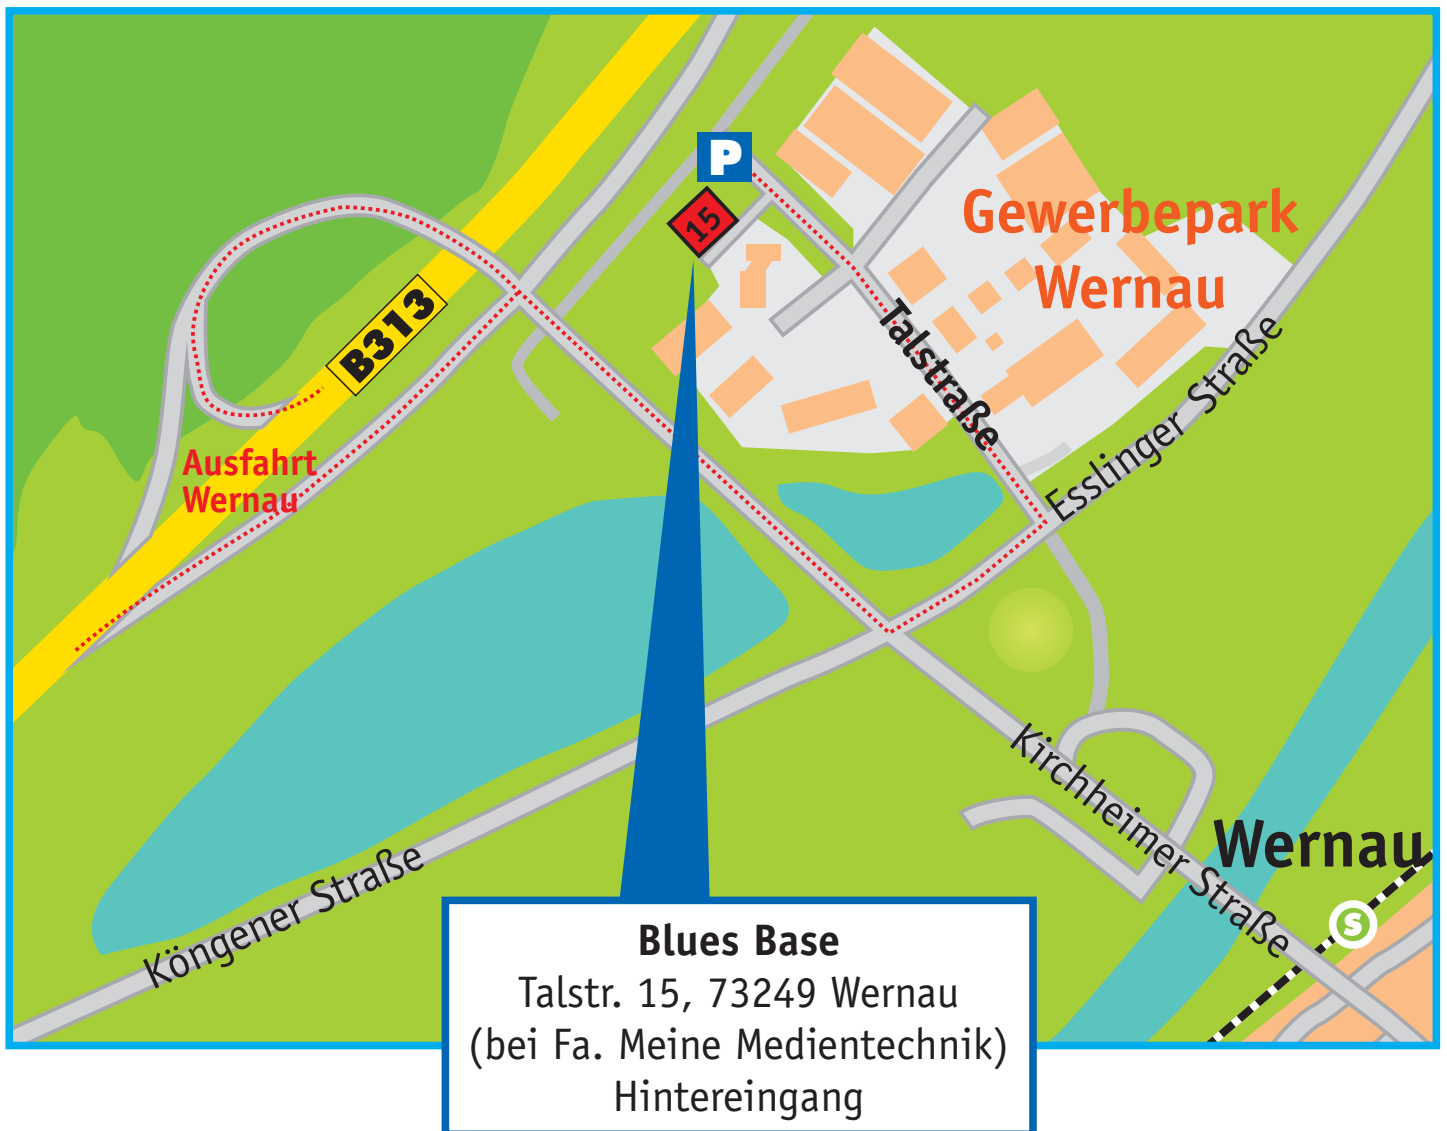 P
15
Gewerbepark
Wernau
B313
Talstraße
Esslinger Straße
Ausfahrt
Wernau
Kirchheimer Straße
Wernau
S
Köngener Straße
Blues Base
Talstr. 15, 73249 Wernau
(bei Fa. Meine Medientechnik)
Hintereingang